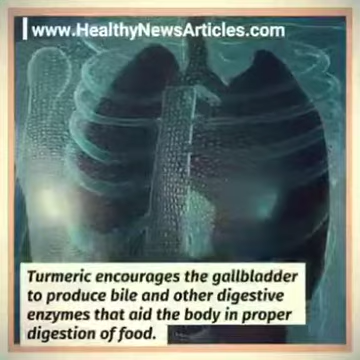 www.HealthyNewsArticles.com
Turmeric encourages the gallbladder
to produce bile and other digestive
enzymes that aid the body in proper
digestion of food.